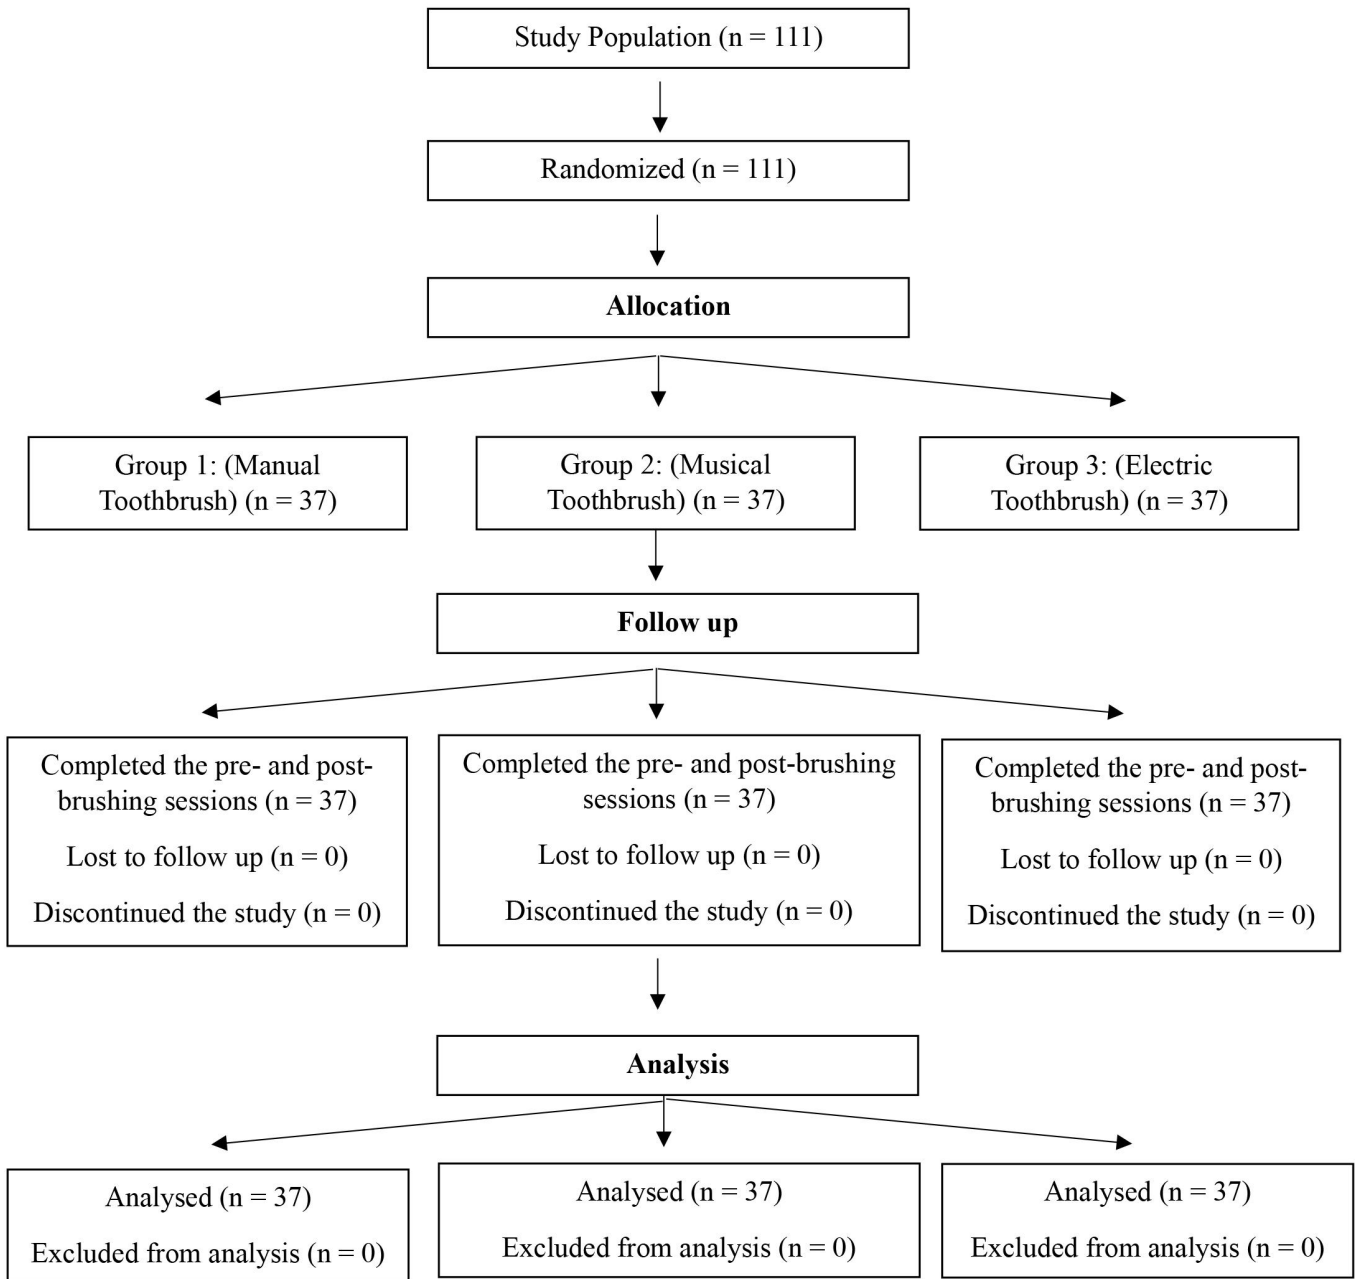 Study Population (n = 111)
Randomized (n = 111)
Allocation
Group 1: (Manual
Toothbrush) (n = 37)
Group 2: (Musical
Toothbrush) (n = 37)
Group 3: (Electric
Toothbrush) (n = 37)
Follow up
Completed the pre- and post-
brushing sessions (n = 37)
Lost to follow up (n = 0)
Discontinued the study (n = 0)
Completed the pre- and post-brushing
sessions (n = 37)
Lost to follow up (n = 0)
Discontinued the study (n = 0)
Completed the pre- and post-
brushing sessions (n = 37)
Lost to follow up (n = 0)
Discontinued the study (n = 0)
Analysis
Analysed (n = 37)
Excluded from analysis (n = 0)
Analysed (n = 37)
Excluded from analysis (n = 0)
Analysed (n = 37)
Excluded from analysis (n = 0)